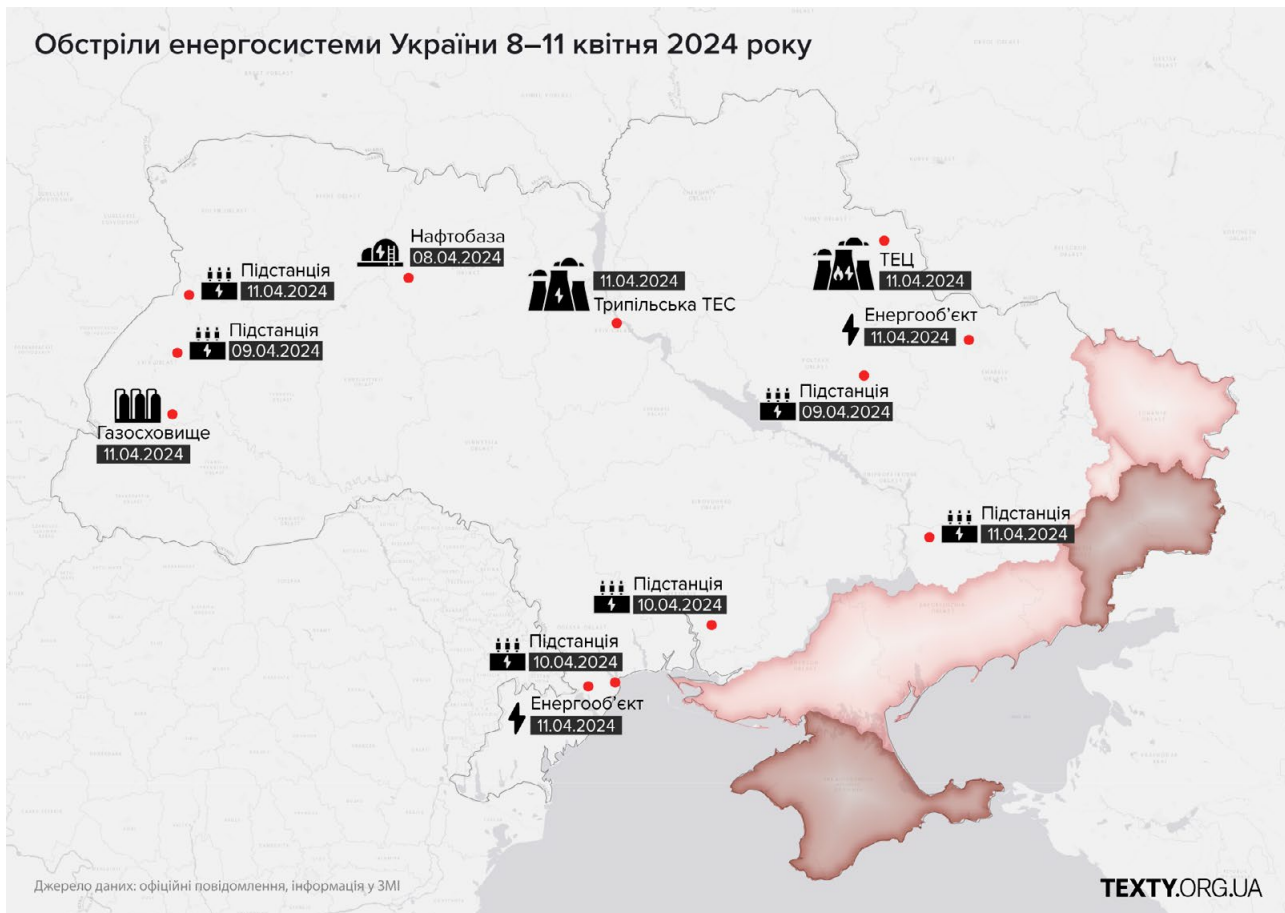 Обстріли енергосистеми України 8–11 квітня 2024 року
Нафтобаза
08.04.2024
Підстанція
11.04.2024
Підстанція
09.04.2024
Газосховище
11.04.2024
11.04.2024
Трипільська ТЕС
ТЕЦ
11.04.2024
Енергооб’єкт
11.04.2024
Підстанція
09.04.2024
Підстанція
11.04.2024
Підстанція
10.04.2024
Підстанція
10.04.2024
Енергооб’єкт
11.04.2024
Джерело даних: офіційні повідомлення, інформація у ЗМІ
TEXTY.ORG.UA